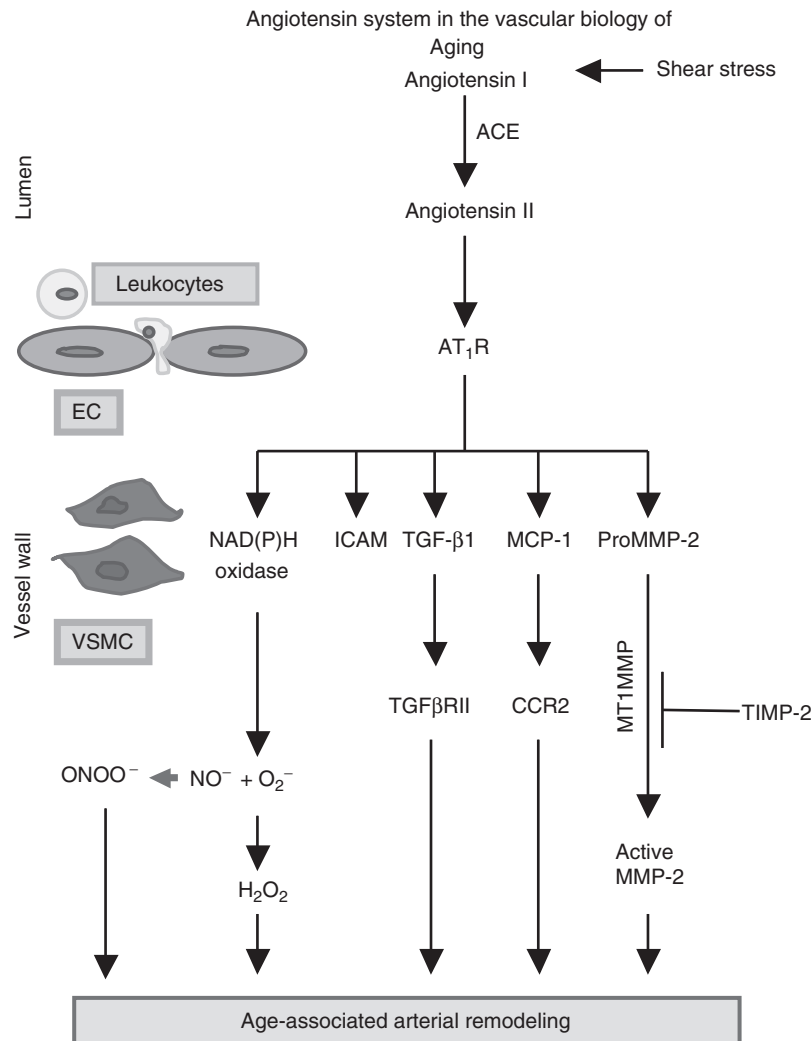 Angiotensin system in the vascular biology of
Aging
Angiotensin I
Shear stress
ACE
Lumen
Angiotensin II
Leukocytes
AT₁R
EC
Vessel wall
NAD(P)H
oxidase
ICAM
TGF-β1
MCP-1
ProMMP-2
VSMC
MT1MMP
TGFβRII
CCR2
TIMP-2
ONOO⁻
NO⁻ + O₂⁻
Active
MMP-2
H₂O₂
Age-associated arterial remodeling